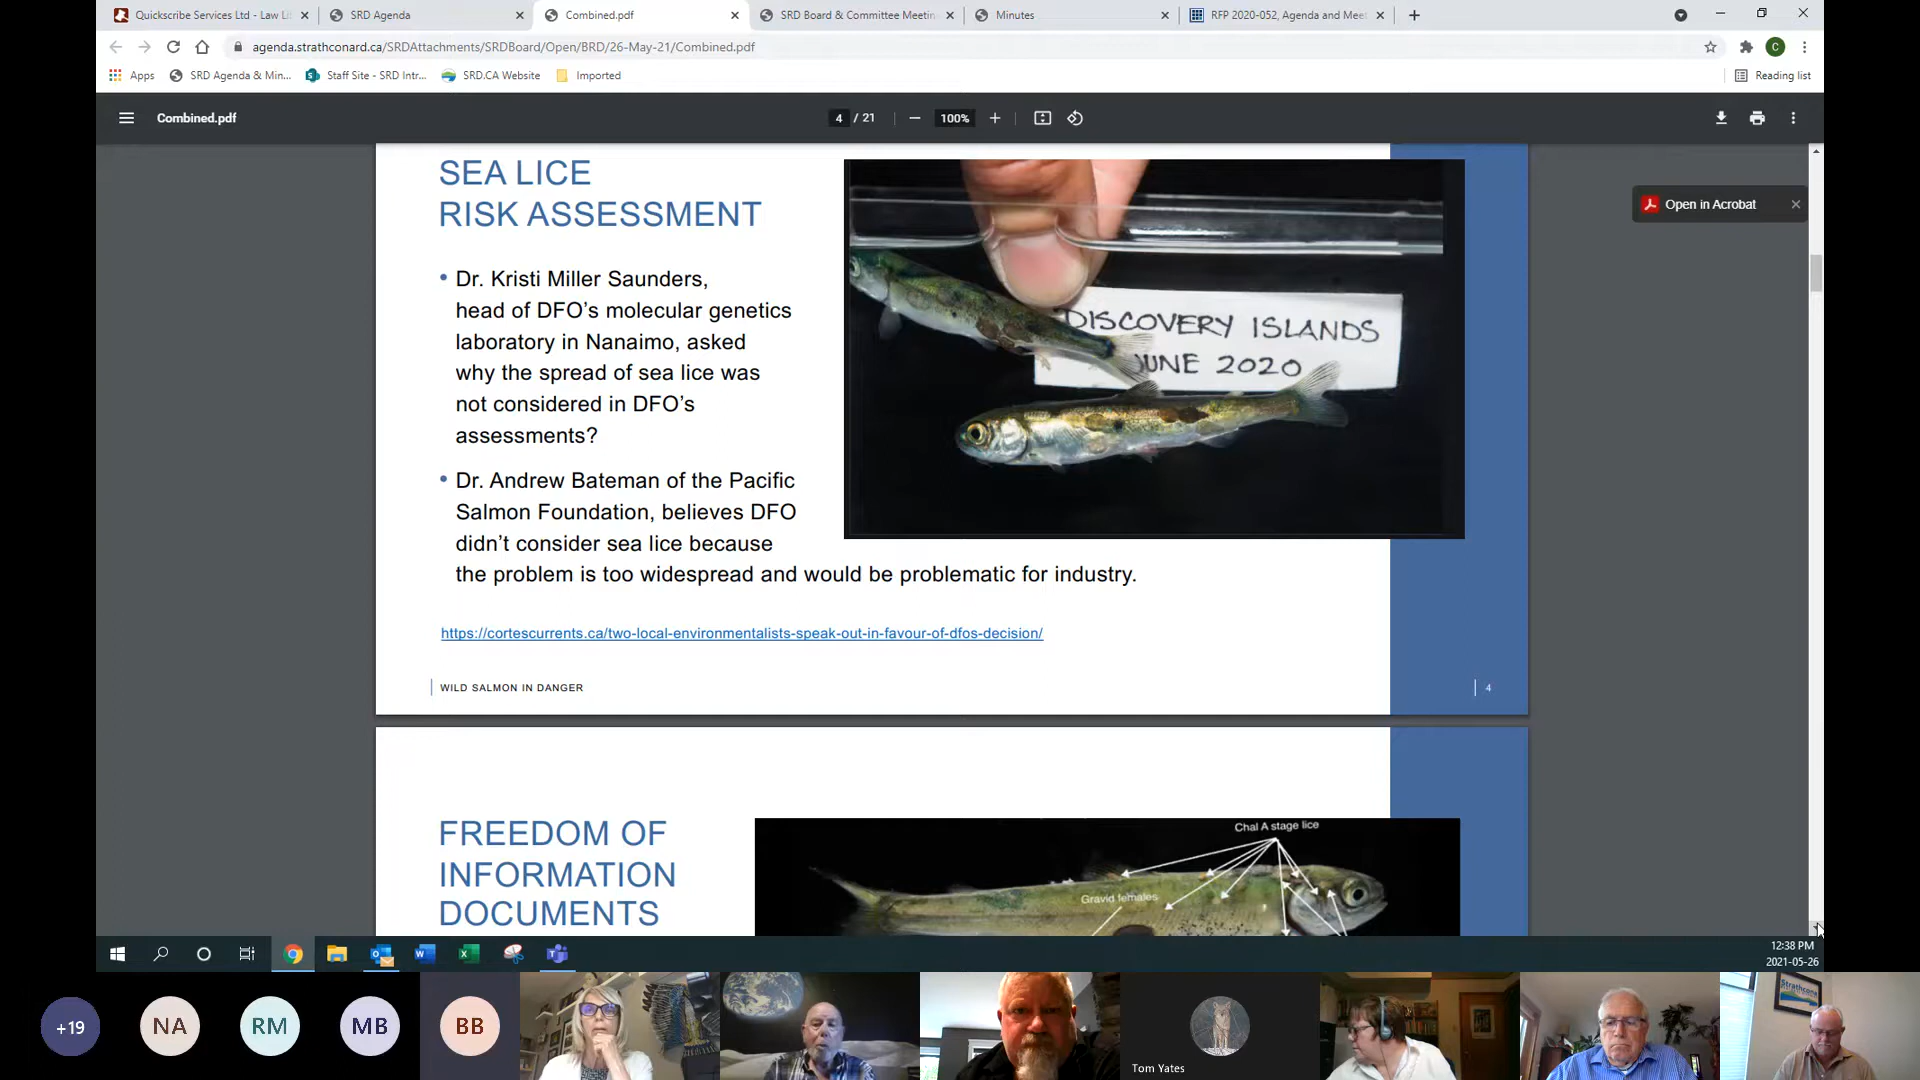 Quickscribe Services Ltd - Law Li
SRD Agenda
Combined.pdf
SRD Board & Committee Meetin
Minutes
RFP 2020-052, Agenda and Meet
agenda.strathconard.ca/SRDAttachments/SRDBoard/Open/BRD/26-May-21/Combined.pdf
C
Apps
SRD Agenda & Min...
Staff Site - SRD Intr...
SRD.CA Website
Imported
Reading list
Combined.pdf
4 / 21
100%
Open in Acrobat
SEA LICE
RISK ASSESSMENT
• Dr. Kristi Miller Saunders,
head of DFO’s molecular genetics
laboratory in Nanaimo, asked
why the spread of sea lice was
not considered in DFO’s
assessments?
• Dr. Andrew Bateman of the Pacific
Salmon Foundation, believes DFO
didn’t consider sea lice because
the problem is too widespread and would be problematic for industry.
DISCOVERY ISLANDS
JUNE 2020
https://cortescurrents.ca/two-local-environmentalists-speak-out-in-favour-of-dfos-decision/
WILD SALMON IN DANGER
4
FREEDOM OF
INFORMATION
DOCUMENTS
Chal A stage lice
Gravid females
12:38 PM
2021-05-26
+19
NA
RM
MB
BB
Tom Yates
Strathcona